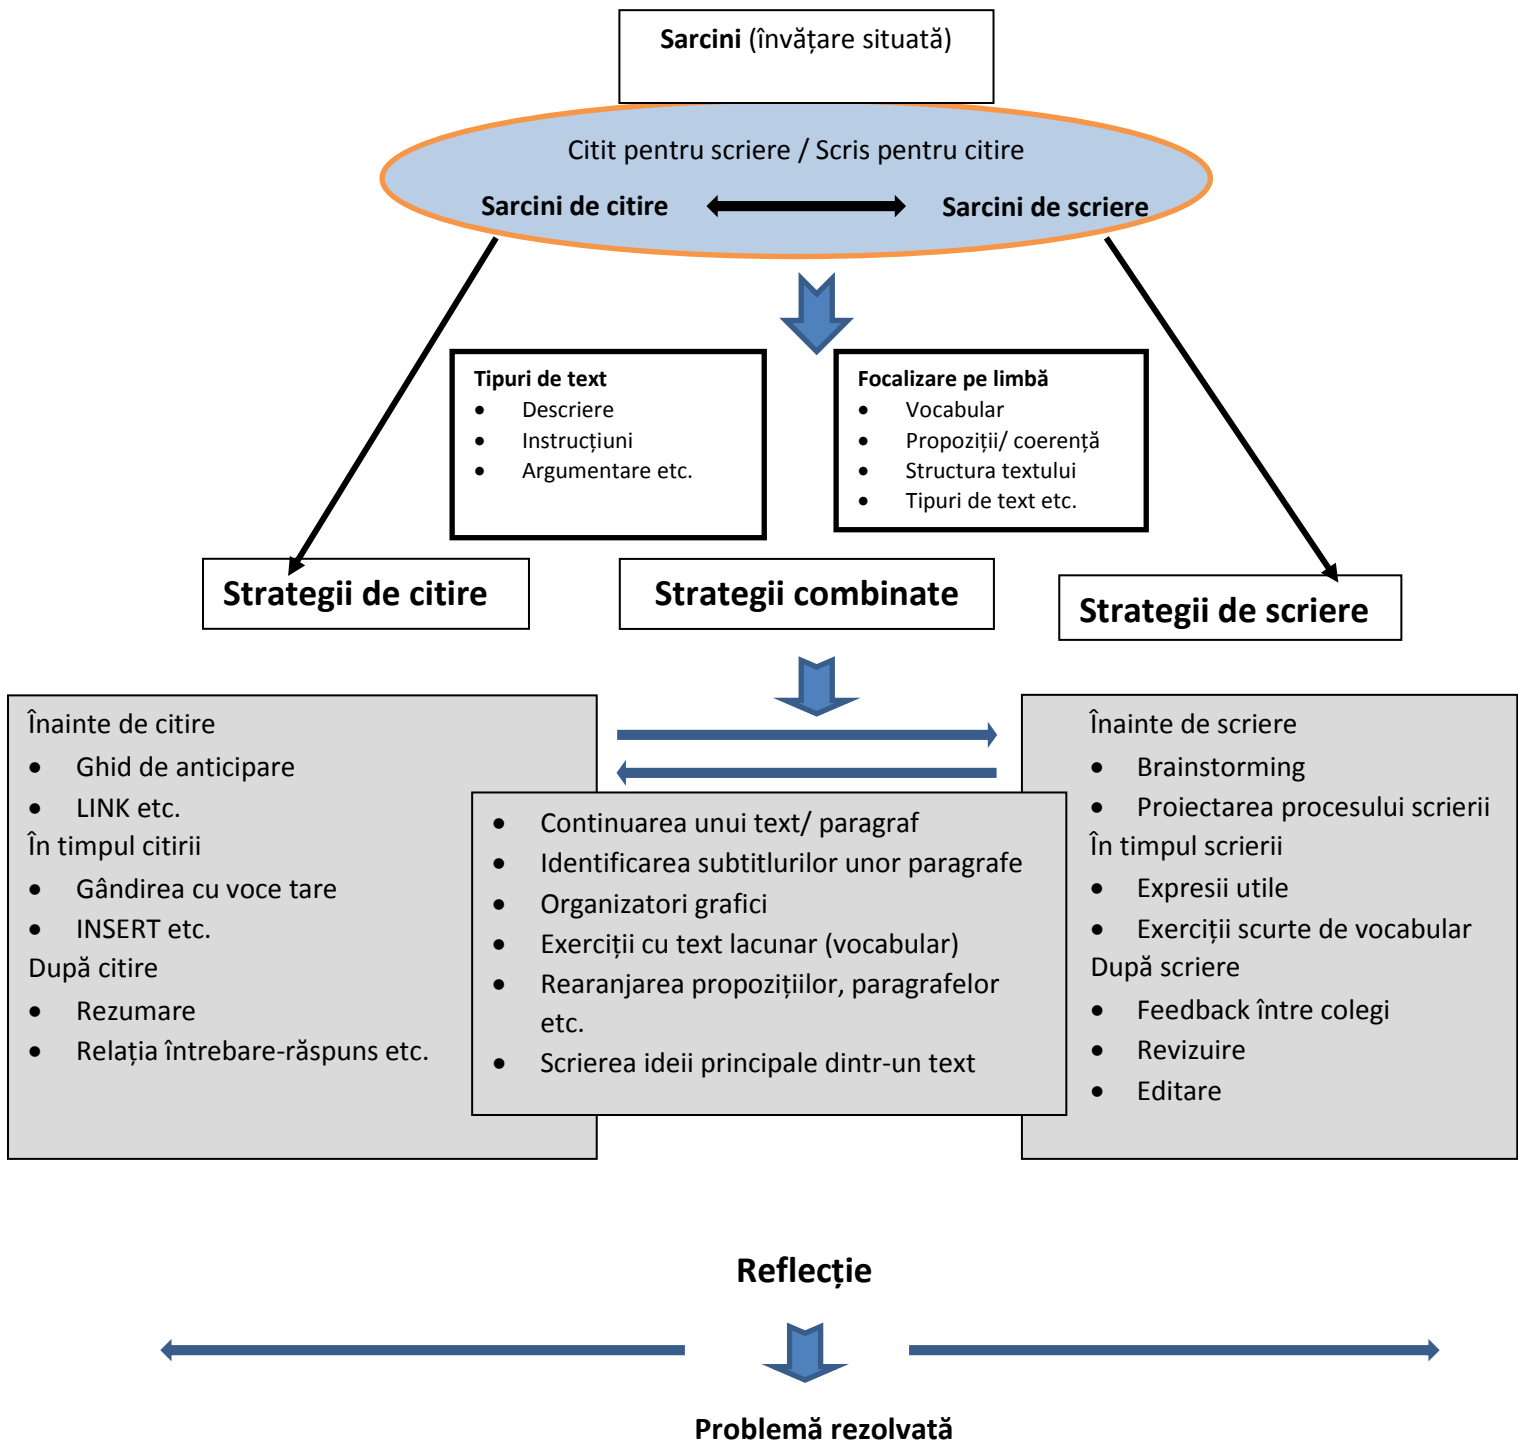 Sarcini (învățare situată)
Citit pentru scriere / Scris pentru citire
Sarcini de citire
Sarcini de scriere
Tipuri de text
• Descriere
• Instrucțiuni
• Argumentare etc.
Focalizare pe limbă
• Vocabular
• Propoziții/ coerență
• Structura textului
• Tipuri de text etc.
Strategii de citire
Strategii combinate
Strategii de scriere
Înainte de citire
• Ghid de anticipare
• LINK etc.
În timpul citirii
• Gândirea cu voce tare
• INSERT etc.
După citire
• Rezumare
• Relația întrebare-răspuns etc.
• Continuarea unui text/ paragraf
• Identificarea subtitlurilor unor paragrafe
• Organizatori grafici
• Exerciții cu text lacunar (vocabular)
• Rearanjarea propozițiilor, paragrafelor
etc.
• Scrierea ideii principale dintr-un text
Înainte de scriere
• Brainstorming
• Proiectarea procesului scrierii
În timpul scrierii
• Expresii utile
• Exerciții scurte de vocabular
După scriere
• Feedback între colegi
• Revizuire
• Editare
Reflecție
Problemă rezolvată